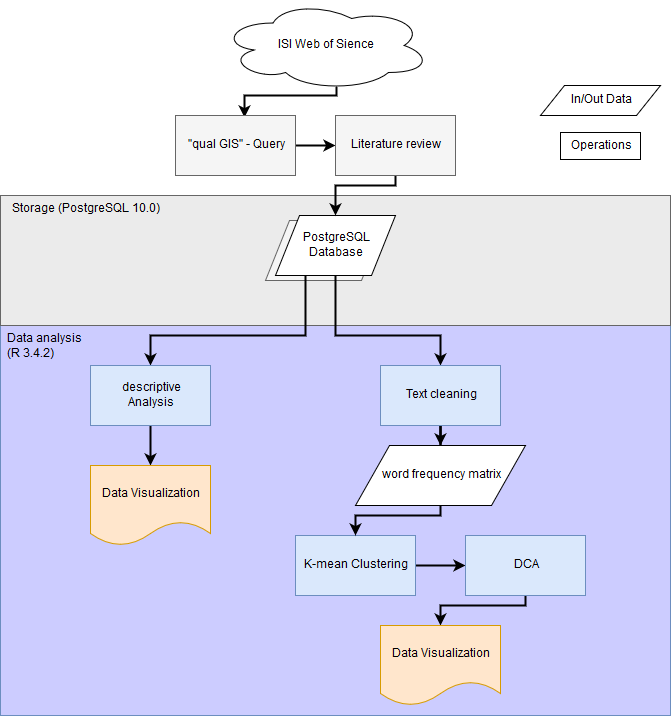 ISI Web of Sience
In/Out Data
"qual GIS" - Query
Literature review
Operations
Storage (PostgreSQL 10.0)
PostgreSQL
Database
Data analysis
(R 3.4.2)
descriptive
Analysis
Text cleaning
Data Visualization
word frequency matrix
K-mean Clustering
DCA
Data Visualization